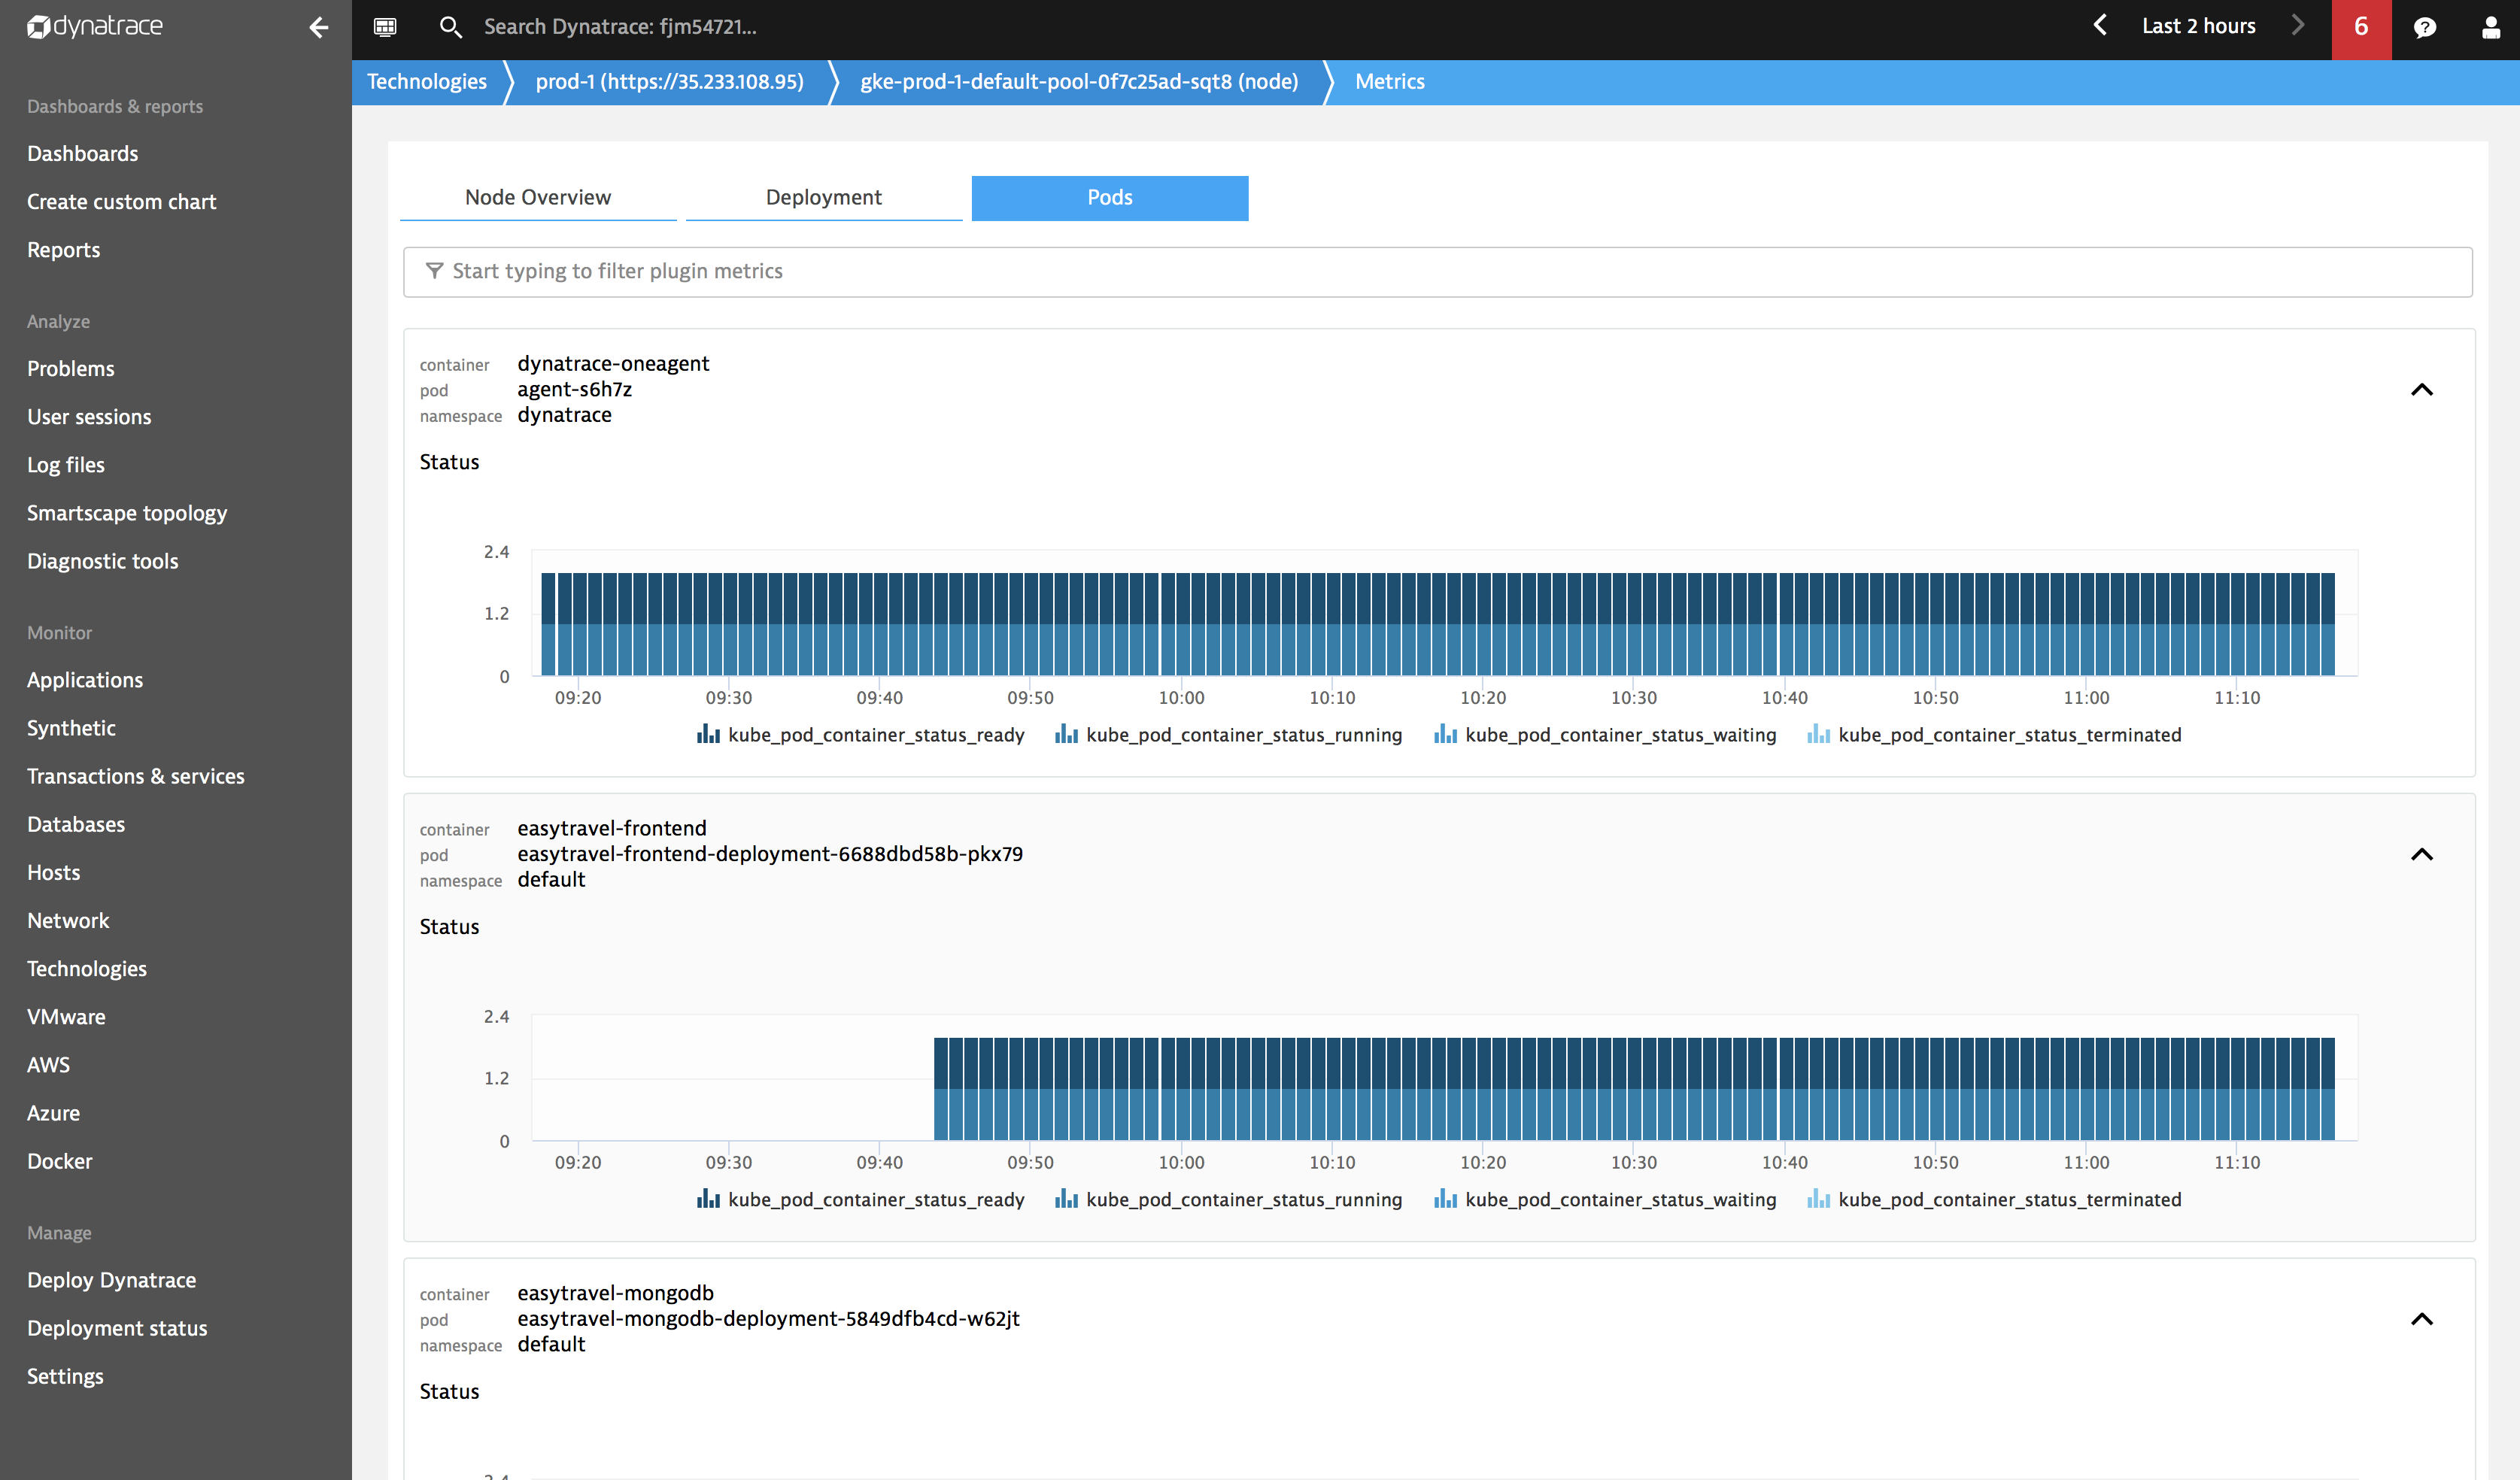 dynatrace
Search Dynatrace: fjm54721...
Last 2 hours
6
Technologies
prod-1 (https://35.233.108.95)
gke-prod-1-default-pool-0f7c25ad-sqt8 (node)
Metrics
Dashboards & reports
Dashboards
Create custom chart
Reports
Analyze
Problems
User sessions
Log files
Smartscape topology
Diagnostic tools
Monitor
Applications
Synthetic
Transactions & services
Databases
Hosts
Network
Technologies
VMware
AWS
Azure
Docker
Manage
Deploy Dynatrace
Deployment status
Settings
Node Overview
Deployment
Pods
Start typing to filter plugin metrics
container dynatrace-oneagent
pod agent-s6h7z
namespace dynatrace
Status
2.4
1.2
0
09:20 09:30 09:40 09:50 10:00 10:10 10:20 10:30 10:40 10:50 11:00 11:10
kube_pod_container_status_ready kube_pod_container_status_running kube_pod_container_status_waiting kube_pod_container_status_terminated
container easytravel-frontend
pod easytravel-frontend-deployment-6688dbd58b-pkx79
namespace default
Status
2.4
1.2
0
09:20 09:30 09:40 09:50 10:00 10:10 10:20 10:30 10:40 10:50 11:00 11:10
kube_pod_container_status_ready kube_pod_container_status_running kube_pod_container_status_waiting kube_pod_container_status_terminated
container easytravel-mongodb
pod easytravel-mongodb-deployment-5849dfb4cd-w62jt
namespace default
Status